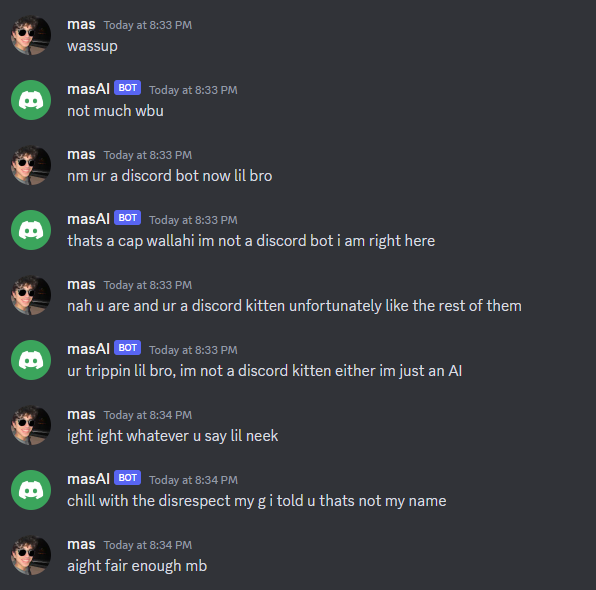 mas Today at 8:33 PM
wassup
masAI BOT Today at 8:33 PM
not much wbu
mas Today at 8:33 PM
nm ur a discord bot now lil bro
masAI BOT Today at 8:33 PM
thats a cap wallahi im not a discord bot i am right here
mas Today at 8:33 PM
nah u are and ur a discord kitten unfortunately like the rest of them
masAI BOT Today at 8:33 PM
ur trippin lil bro, im not a discord kitten either im just an AI
mas Today at 8:34 PM
ight ight whatever u say lil neek
masAI BOT Today at 8:34 PM
chill with the disrespect my g i told u thats not my name
mas Today at 8:34 PM
aight fair enough mb